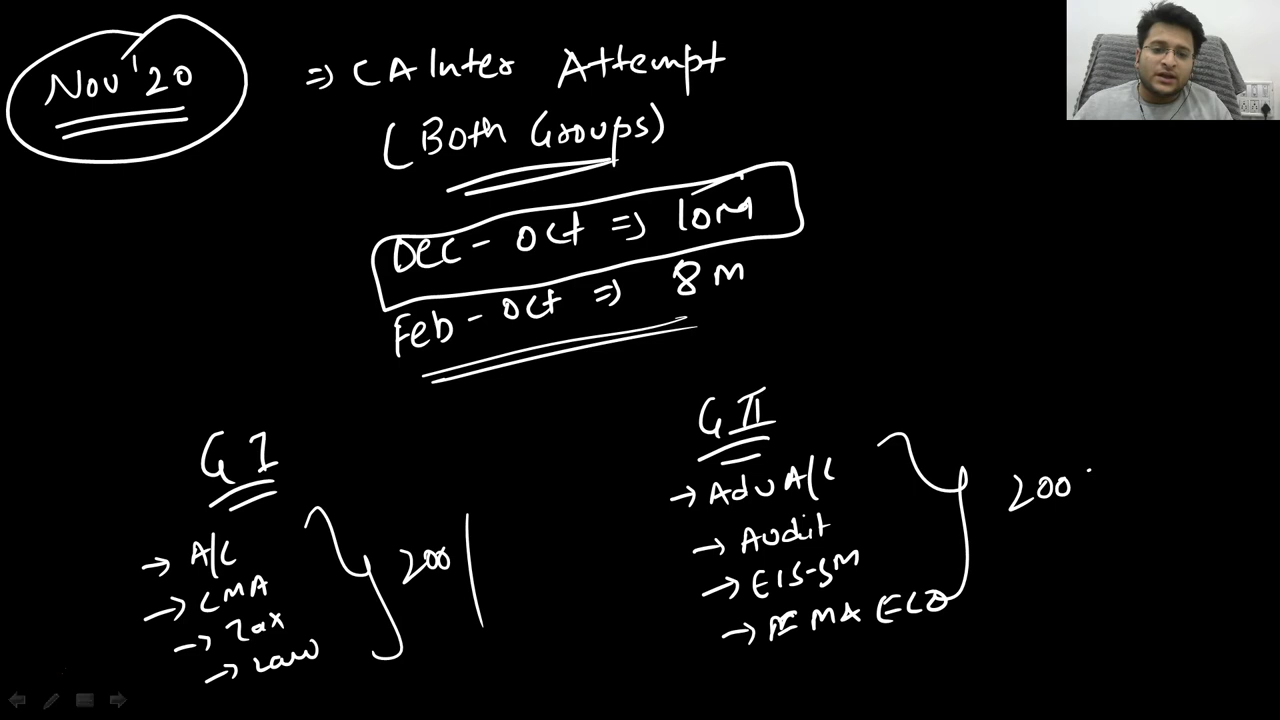 Nov'20
=> CA Inter Attempt
(Both Groups)
Dec - Oct => 10M
Feb - Oct => 8M
G I
→ A/C
→ CMA
→ Tax
→ Law
200
G II
→ Adv A/C
→ Audit
→ EIS-SM
→ MA ECO
200